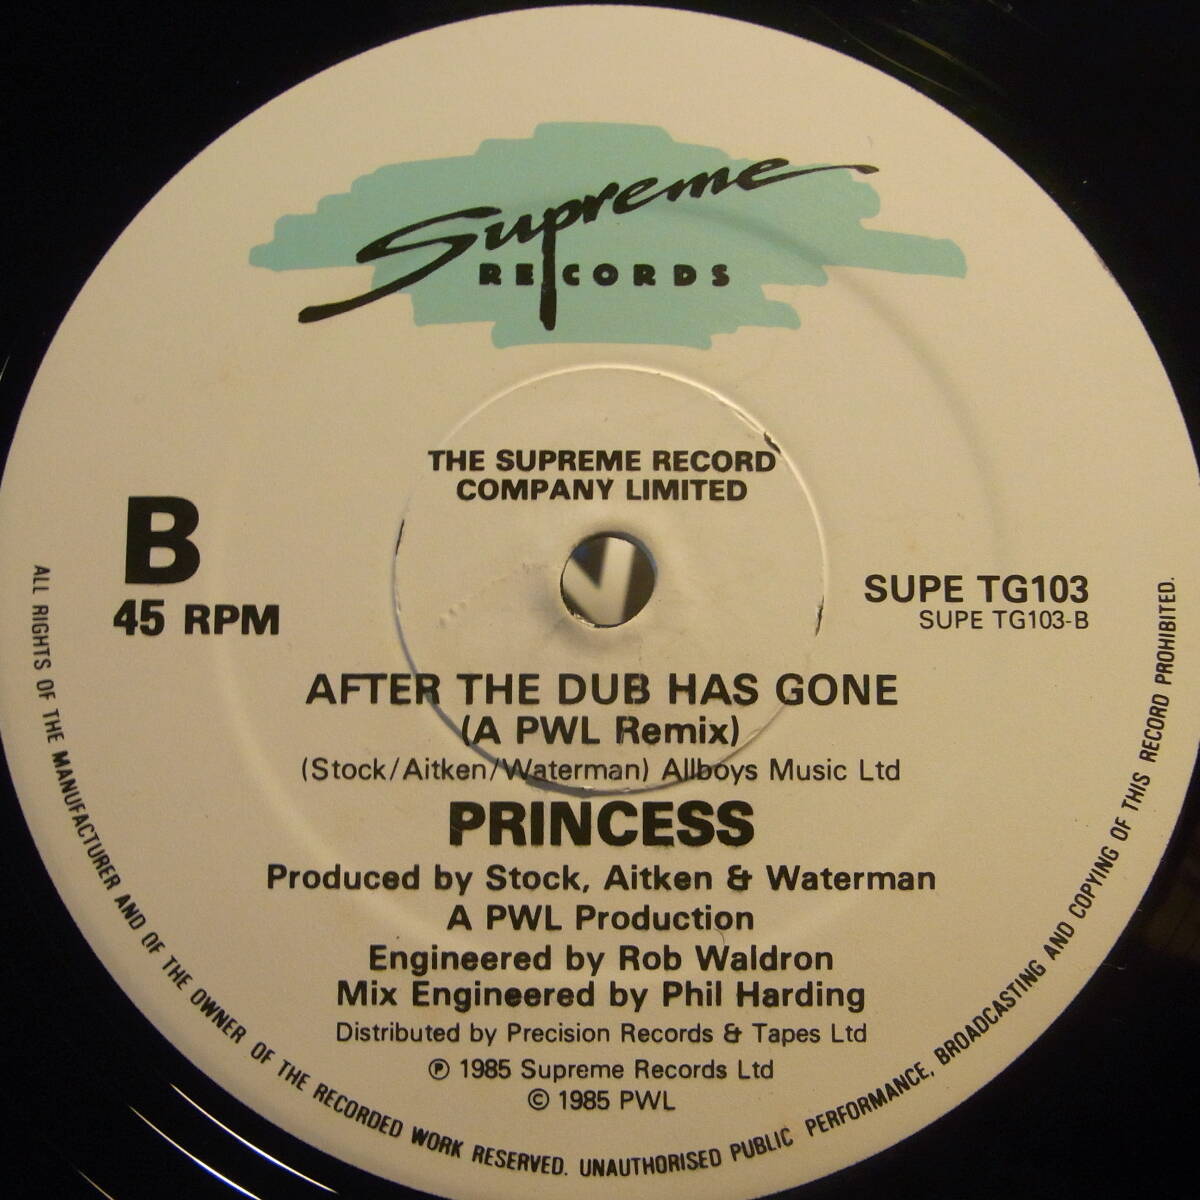 Supreme
RECORDS
THE SUPREME RECORD
COMPANY LIMITED
B
45 RPM
SUPE TG103
SUPE TG103-B
AFTER THE DUB HAS GONE
(A PWL Remix)
(Stock/Aitken/Waterman) Allboys Music Ltd
PRINCESS
Produced by Stock, Aitken & Waterman
A PWL Production
Engineered by Rob Waldron
Mix Engineered by Phil Harding
Distributed by Precision Records & Tapes Ltd
℗ 1985 Supreme Records Ltd
© 1985 PWL
ALL RIGHTS OF THE MANUFACTURER AND OF THE OWNER OF THE RECORDED WORK RESERVED. UNAUTHORISED PUBLIC PERFORMANCE, BROADCASTING AND COPYING OF THIS RECORD PROHIBITED.